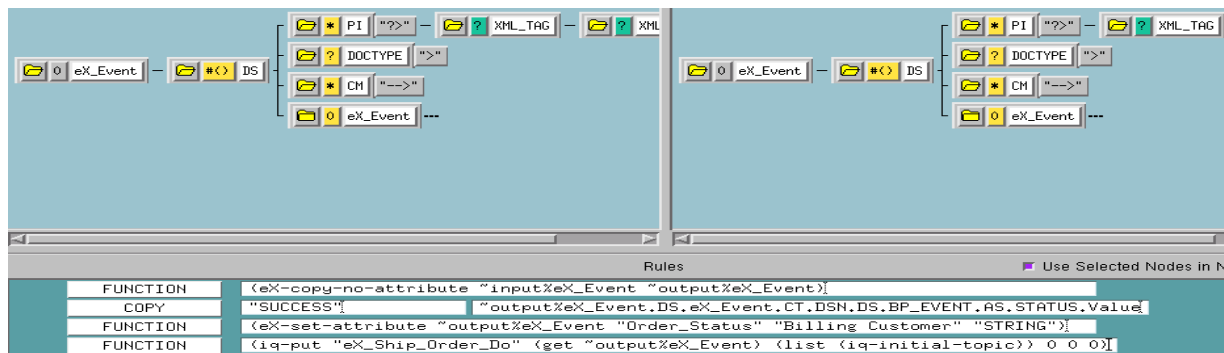 * PI "?>" ? XML_TAG ? XML
0 eX_Event #<> DS
? DOCTYPE ">"
* CM "-->"
0 eX_Event ---
* PI "?>" ? XML_TAG
0 eX_Event #<> DS
? DOCTYPE ">"
* CM "-->"
0 eX_Event ---
Rules Use Selected Nodes in N
FUNCTION (eX-copy-no-attribute ~input%eX_Event ~output%eX_Event)
COPY "SUCCESS" ~output%eX_Event.DS.eX_Event.CT.DSN.DS.BP_EVENT.AS.STATUS.Value
FUNCTION (eX-set-attribute ~output%eX_Event "Order_Status" "Billing Customer" "STRING")
FUNCTION (iq-put "eX_Ship_Order_Do" (get ~output%eX_Event) (list (iq-initial-topic)) 0 0 0)